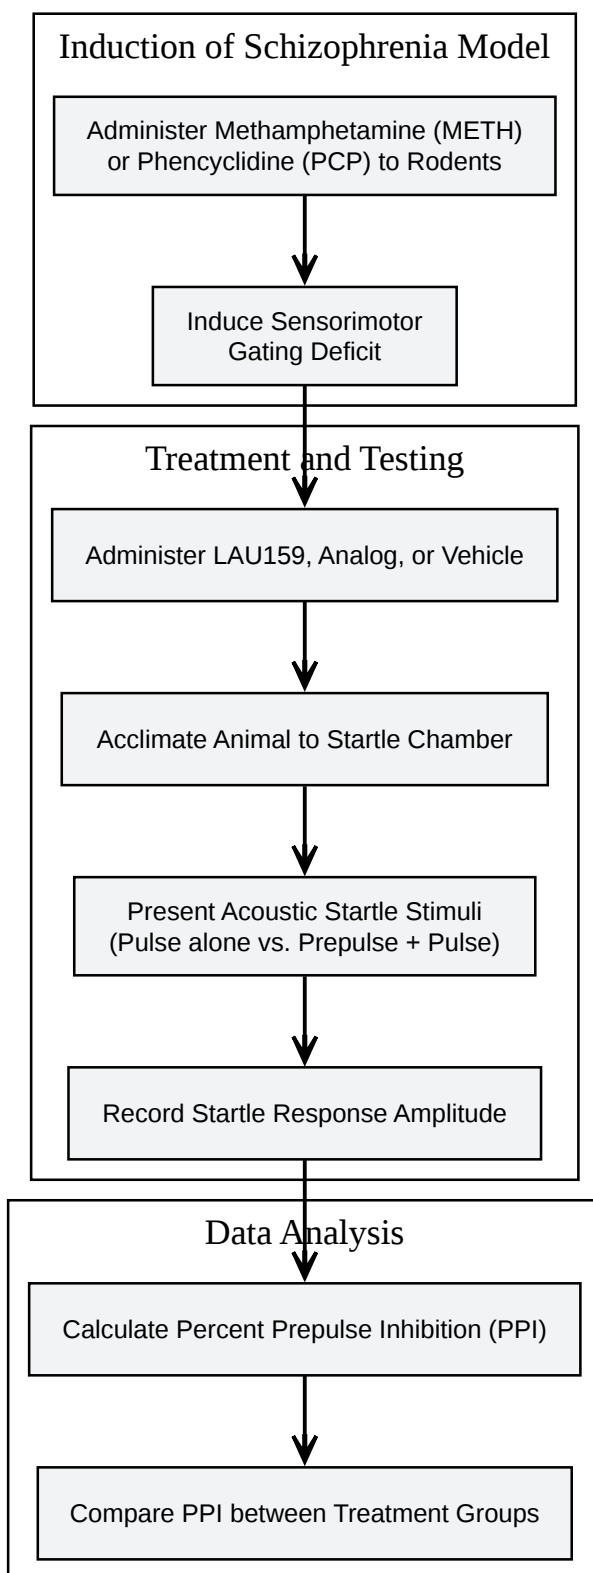 Induction of Schizophrenia Model
Administer Methamphetamine (METH)
or Phencyclidine (PCP) to Rodents
Induce Sensorimotor
Gating Deficit
Treatment and Testing
Administer LAU159, Analog, or Vehicle
Acclimate Animal to Startle Chamber
Present Acoustic Startle Stimuli
(Pulse alone vs. Prepulse + Pulse)
Record Startle Response Amplitude
Data Analysis
Calculate Percent Prepulse Inhibition (PPI)
Compare PPI between Treatment Groups